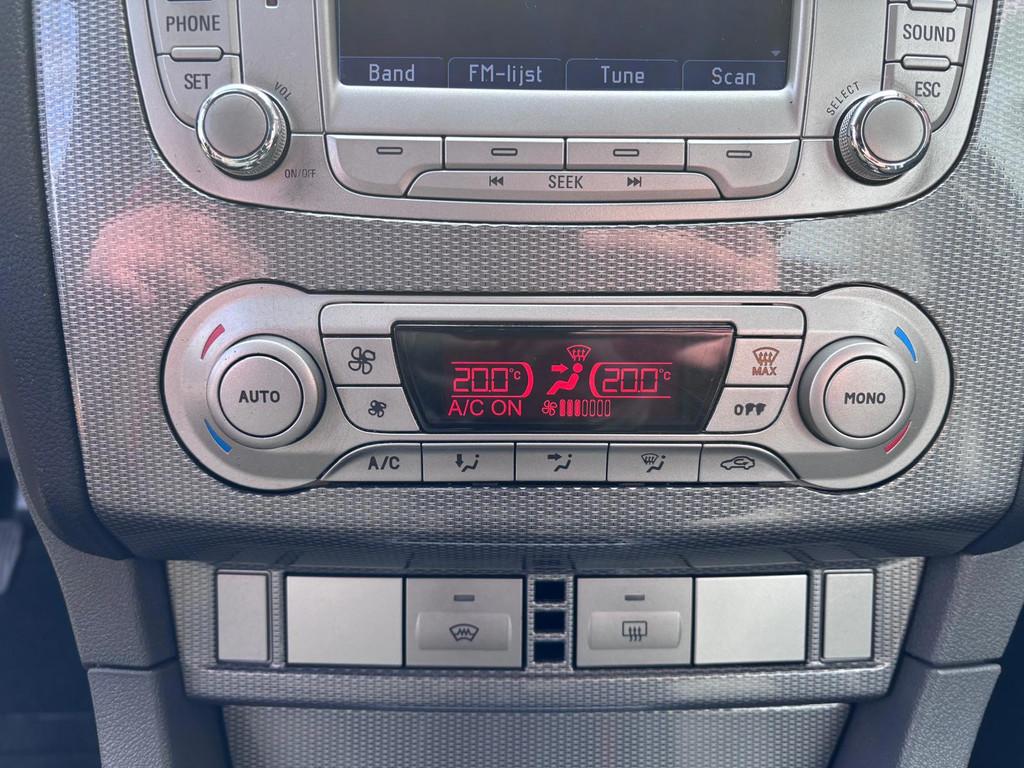 PHONE
SOUND
SET
Band FM-lijst Tune Scan
ESC
VOL
SELECT
ON/OFF
SEEK
AUTO
20.0°C 20.0°C
A/C ON
MAX
OFF
MONO
A/C